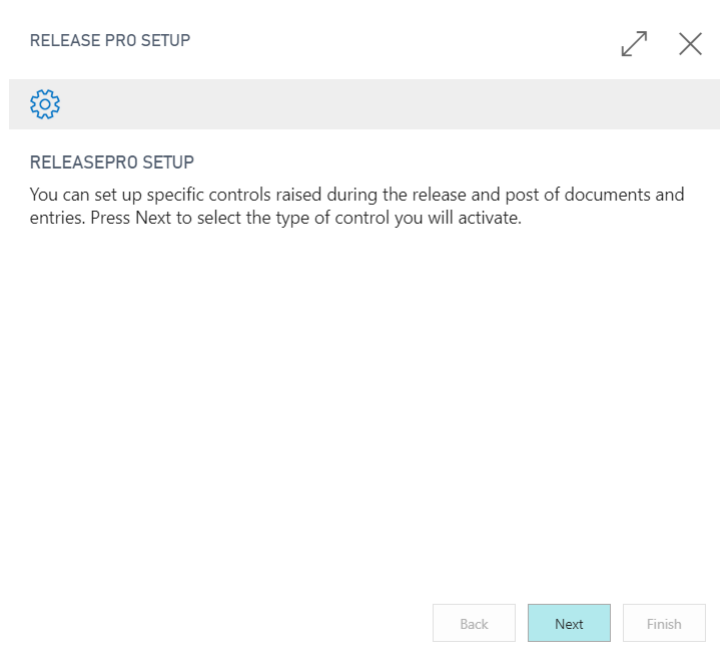 RELEASE PRO SETUP
RELEASEPRO SETUP
You can set up specific controls raised during the release and post of documents and
entries. Press Next to select the type of control you will activate.
Back
Next
Finish